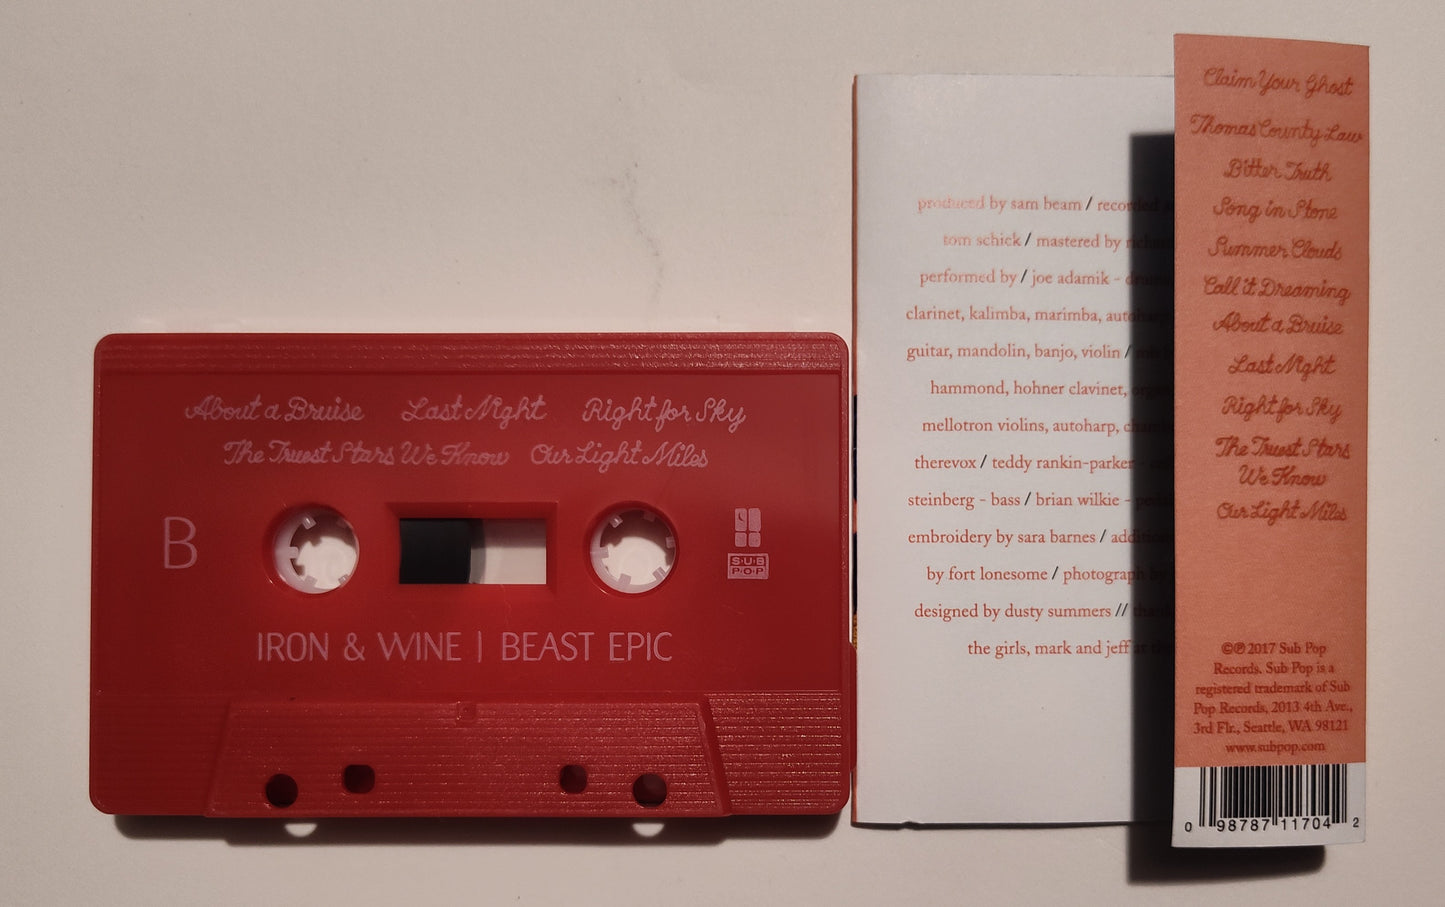 About a Bruise Last Night Right for Sky
The Truest Stars We Know Our Light Miles
B
SUB
POP
IRON & WINE | BEAST EPIC
produced by sam beam / recorded
tom schick / mastered by richard
performed by / joe adamik -
clarinet, kalimba, marimba, autoharp
guitar, mandolin, banjo, violin /
hammond, hohner clavinet,
mellotron violins, autoharp,
therevox / teddy rankin-parker -
steinberg - bass / brian wilkie -
embroidery by sara barnes /
by fort lonesome / photograph by
designed by dusty summers //
the girls, mark and jeff at the
Claim Your Ghost
Thomas County Law
Bitter Truth
Song in Stone
Summer Clouds
Call it Dreaming
About a Bruise
Last Night
Right for Sky
The Truest Stars
We Know
Our Light Miles
©℗ 2017 Sub Pop
Records. Sub Pop is a
registered trademark of Sub
Pop Records, 2013 4th Ave.,
3rd Flr., Seattle, WA 98121
www.subpop.com
0 98787 11704 2